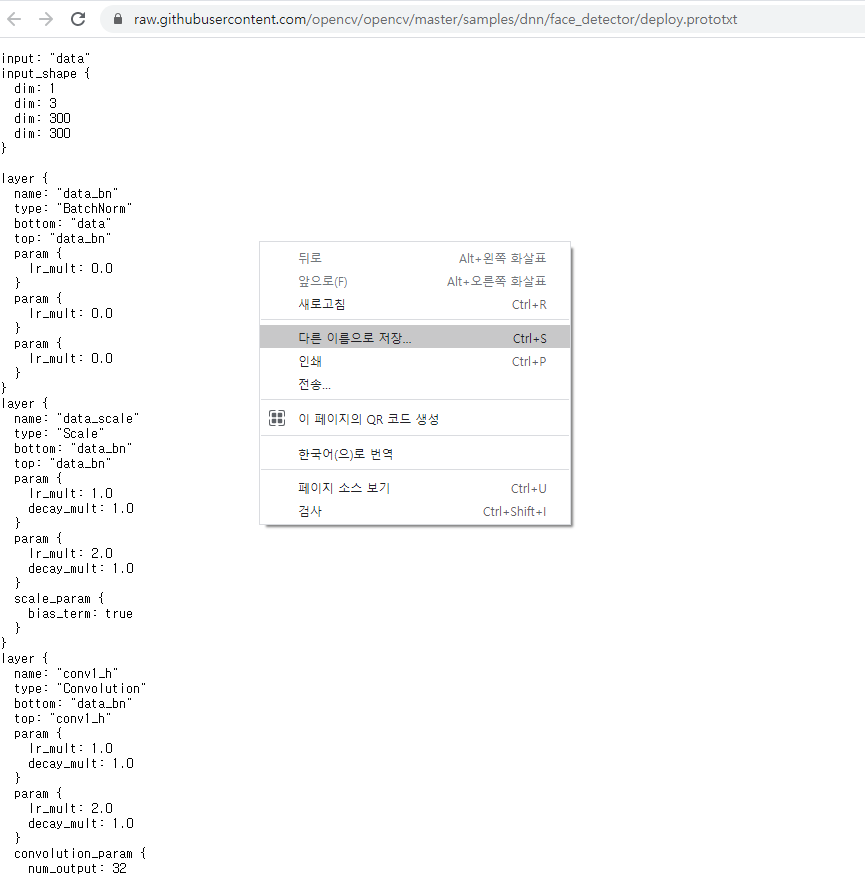 raw.githubusercontent.com/opencv/opencv/master/samples/dnn/face_detector/deploy.prototxt
input: "data"
input_shape {
  dim: 1
  dim: 3
  dim: 300
  dim: 300
}
layer {
  name: "data_bn"
  type: "BatchNorm"
  bottom: "data"
  top: "data_bn"
  param {
    lr_mult: 0.0
  }
  param {
    lr_mult: 0.0
  }
  param {
    lr_mult: 0.0
  }
}
layer {
  name: "data_scale"
  type: "Scale"
  bottom: "data_bn"
  top: "data_bn"
  param {
    lr_mult: 1.0
    decay_mult: 1.0
  }
  param {
    lr_mult: 2.0
    decay_mult: 1.0
  }
  scale_param {
    bias_term: true
  }
}
layer {
  name: "conv1_h"
  type: "Convolution"
  bottom: "data_bn"
  top: "conv1_h"
  param {
    lr_mult: 1.0
    decay_mult: 1.0
  }
  param {
    lr_mult: 2.0
    decay_mult: 1.0
  }
  convolution_param {
    num_output: 32
뒤로 Alt+왼쪽 화살표
앞으로(F) Alt+오른쪽 화살표
새로고침 Ctrl+R
다른 이름으로 저장... Ctrl+S
인쇄 Ctrl+P
전송...
이 페이지의 QR 코드 생성
한국어(으)로 번역
페이지 소스 보기 Ctrl+U
검사 Ctrl+Shift+I